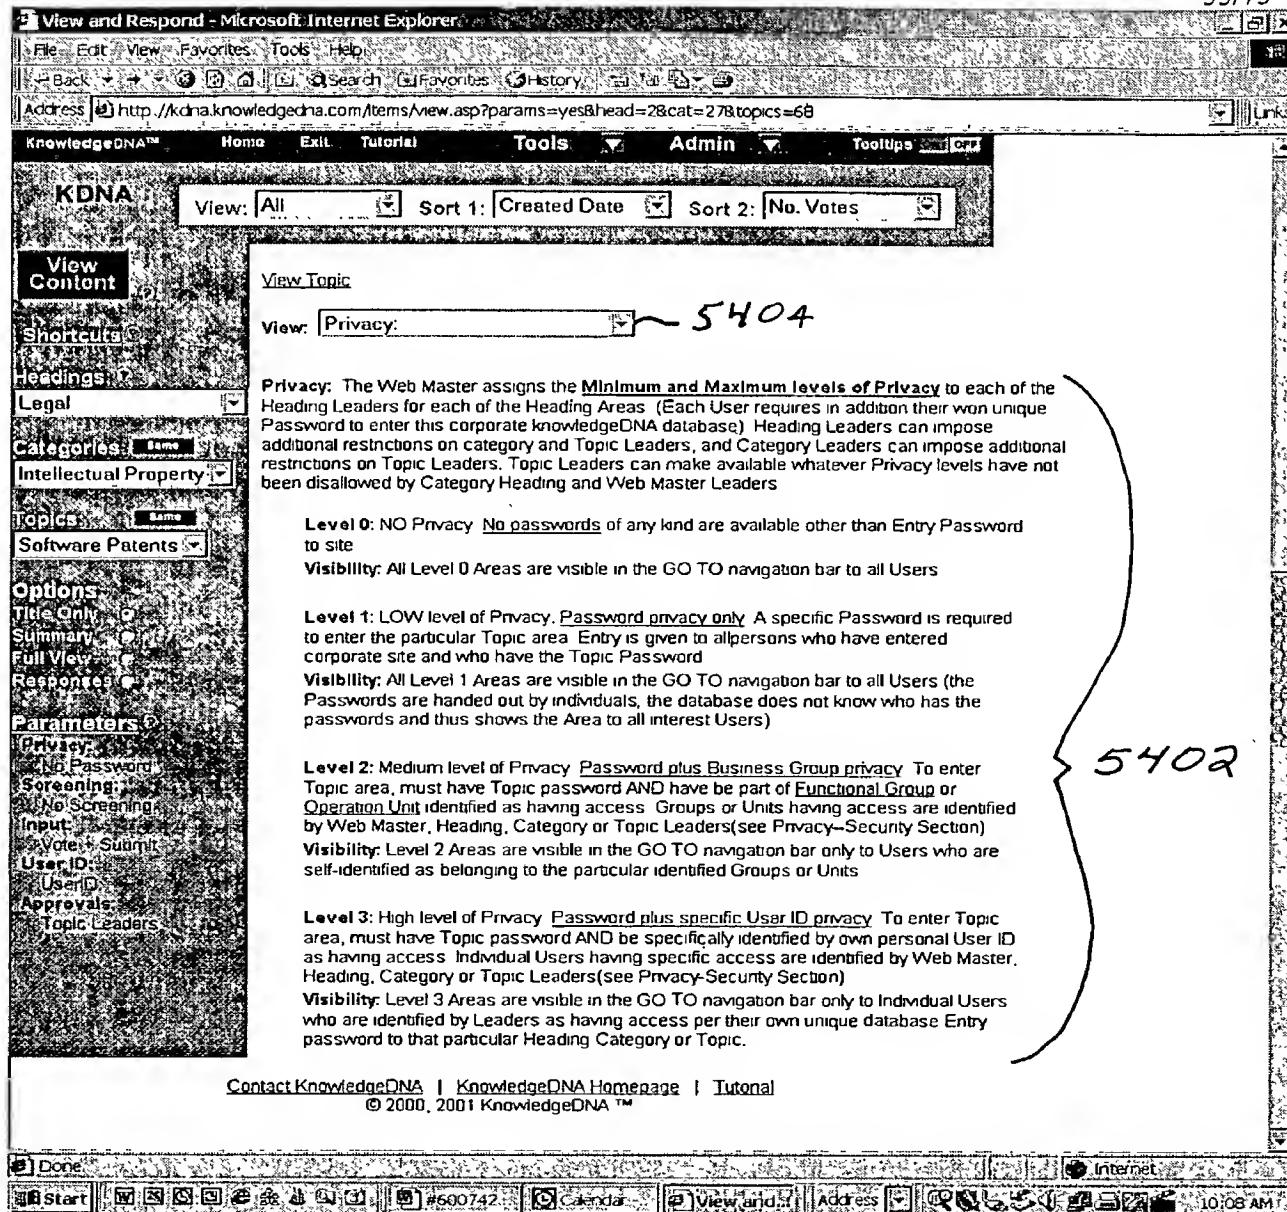 View and Respond - Microsoft Internet Explorer
File Edit View Favorites Tools Help
Back Search Favorites History
Address http://kdna.knowledgedna.com/Items/view.asp?params=yes&head=2&cat=27&topics=68 Link
KnowledgeDNA™ Home Exit Tutorial Tools Admin Tooltips OFF
KDNA
View: All Sort 1: Created Date Sort 2: No. Votes
View
Content
View Topic
Shortcuts
View: Privacy: 5404
Headings
Legal
Categories: Same
Intellectual Property
Topics: Same
Software Patents
Options
Title Only
Summary
Full View
Responses
Parameters
Privacy:
No Password
Screening:
No Screening
Input:
Vote + Submit
User ID:
UserID
Approvals:
Topic Leaders
Privacy: The Web Master assigns the Minimum and Maximum levels of Privacy to each of the
Heading Leaders for each of the Heading Areas (Each User requires in addition their won unique
Password to enter this corporate knowledgeDNA database) Heading Leaders can impose
additional restrictions on category and Topic Leaders, and Category Leaders can impose additional
restrictions on Topic Leaders. Topic Leaders can make available whatever Privacy levels have not
been disallowed by Category Heading and Web Master Leaders
Level 0: NO Privacy No passwords of any kind are available other than Entry Password
to site
Visibility: All Level 0 Areas are visible in the GO TO navigation bar to all Users
Level 1: LOW level of Privacy. Password privacy only A specific Password is required
to enter the particular Topic area Entry is given to allpersons who have entered
corporate site and who have the Topic Password
Visibility: All Level 1 Areas are visible in the GO TO navigation bar to all Users (the
Passwords are handed out by individuals, the database does not know who has the
passwords and thus shows the Area to all interest Users)
Level 2: Medium level of Privacy Password plus Business Group privacy To enter
Topic area, must have Topic password AND have be part of Functional Group or
Operation Unit identified as having access Groups or Units having access are identified
by Web Master, Heading, Category or Topic Leaders(see Privacy--Security Section)
Visibility: Level 2 Areas are visible in the GO TO navigation bar only to Users who are
self-identified as belonging to the particular identified Groups or Units
Level 3: High level of Privacy Password plus specific User ID privacy To enter Topic
area, must have Topic password AND be specifically identified by own personal User ID
as having access Individual Users having specific access are identified by Web Master,
Heading, Category or Topic Leaders(see Privacy-Security Section)
Visibility: Level 3 Areas are visible in the GO TO navigation bar only to Individual Users
who are identified by Leaders as having access per their own unique database Entry
password to that particular Heading Category or Topic.
5402
Contact KnowledgeDNA | KnowledgeDNA Homepage | Tutorial
© 2000, 2001 KnowledgeDNA ™
Done Internet
Start #600742 Calendar View and Address 10:08 AM